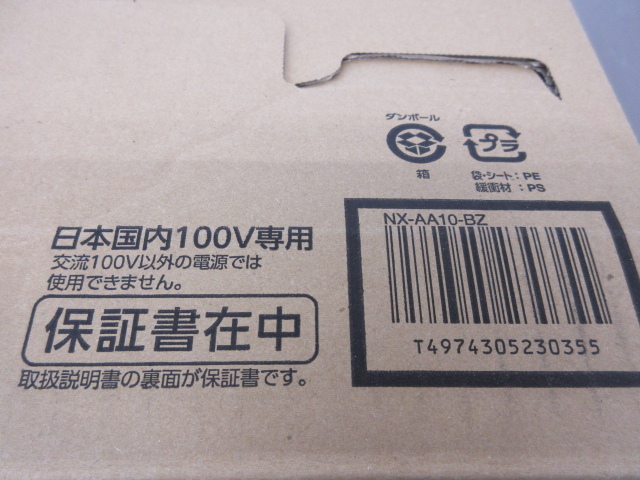 ダンボール
箱
プラ
袋・シート：PE
緩衝材：PS
日本国内100V専用
交流100V以外の電源では
使用できません。
保証書在中
取扱説明書の裏面が保証書です。
NX-AA10-BZ
T4974305230355